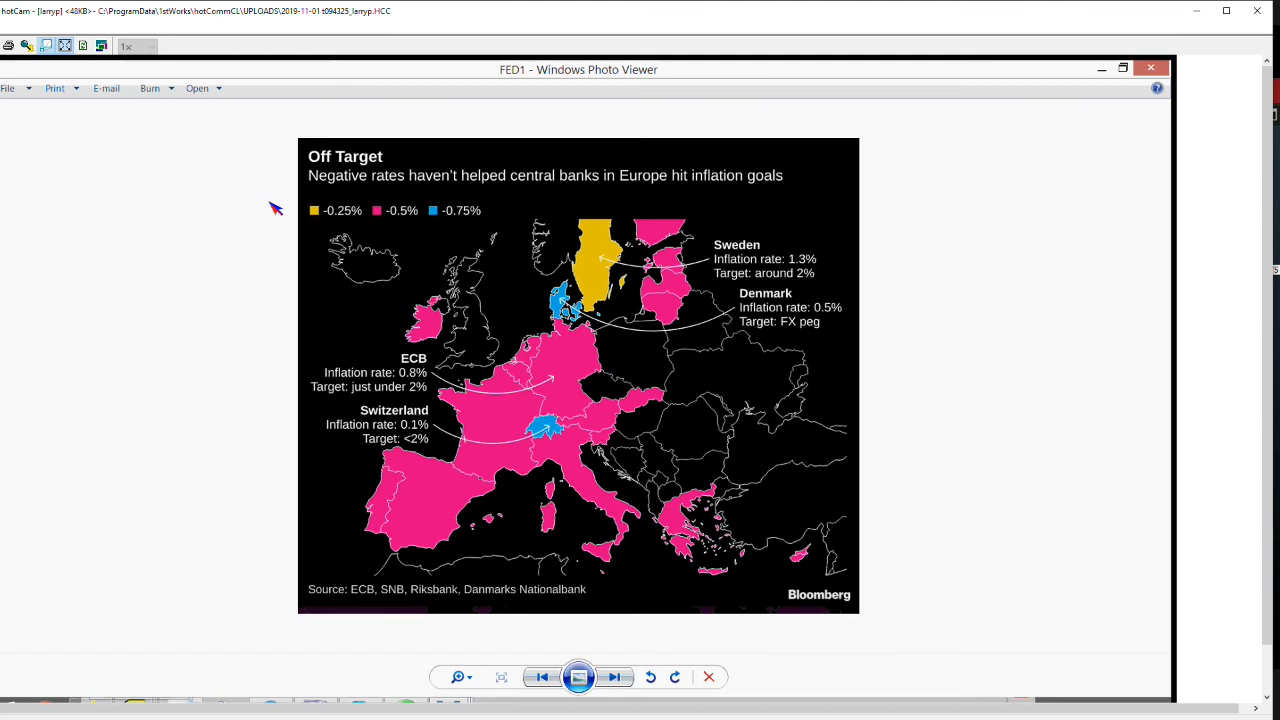 hotCam - [larryp] <48KB>- C:\ProgramData\1stWorks\hotCommCL\UPLOADS\2019-11-01t094325_larryp.HCC
1x
FED1 - Windows Photo Viewer
File Print E-mail Burn Open
Off Target
Negative rates haven't helped central banks in Europe hit inflation goals
-0.25% -0.5% -0.75%
Sweden
Inflation rate: 1.3%
Target: around 2%
Denmark
Inflation rate: 0.5%
Target: FX peg
ECB
Inflation rate: 0.8%
Target: just under 2%
Switzerland
Inflation rate: 0.1%
Target: <2%
Source: ECB, SNB, Riksbank, Danmarks Nationalbank
Bloomberg